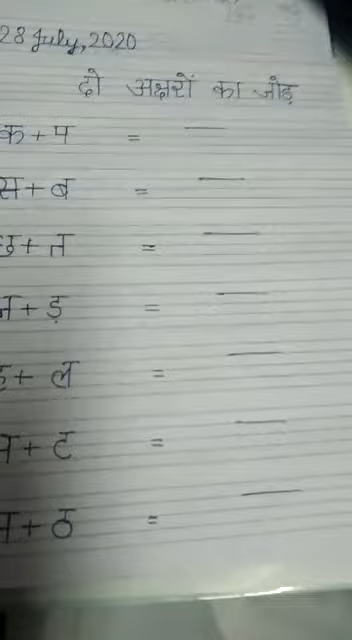 28 July, 2020
दो अक्षरों का जोड़
क + प = —
स + ब = —
छ + त = —
+ ड़ = —
+ ल = —
+ ट = —
+ ठ = —